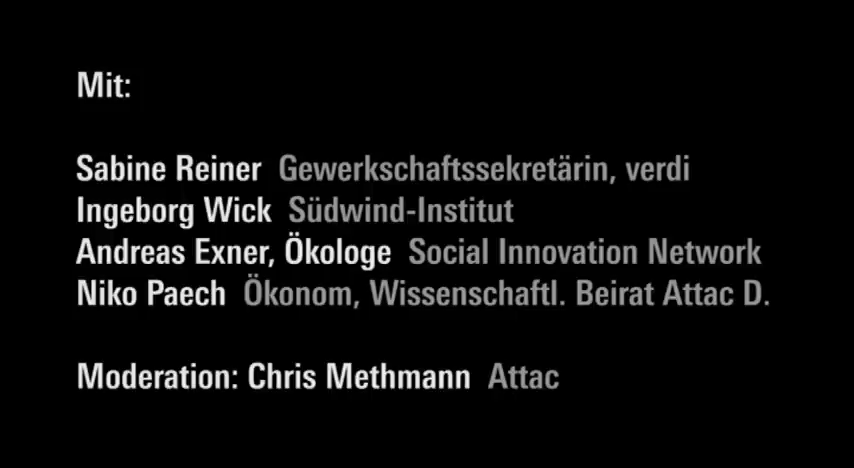 Mit:
Sabine Reiner Gewerkschaftssekretärin, verdi
Ingeborg Wick Südwind-Institut
Andreas Exner, Ökologe Social Innovation Network
Niko Paech Ökonom, Wissenschaftl. Beirat Attac D.
Moderation: Chris Methmann Attac